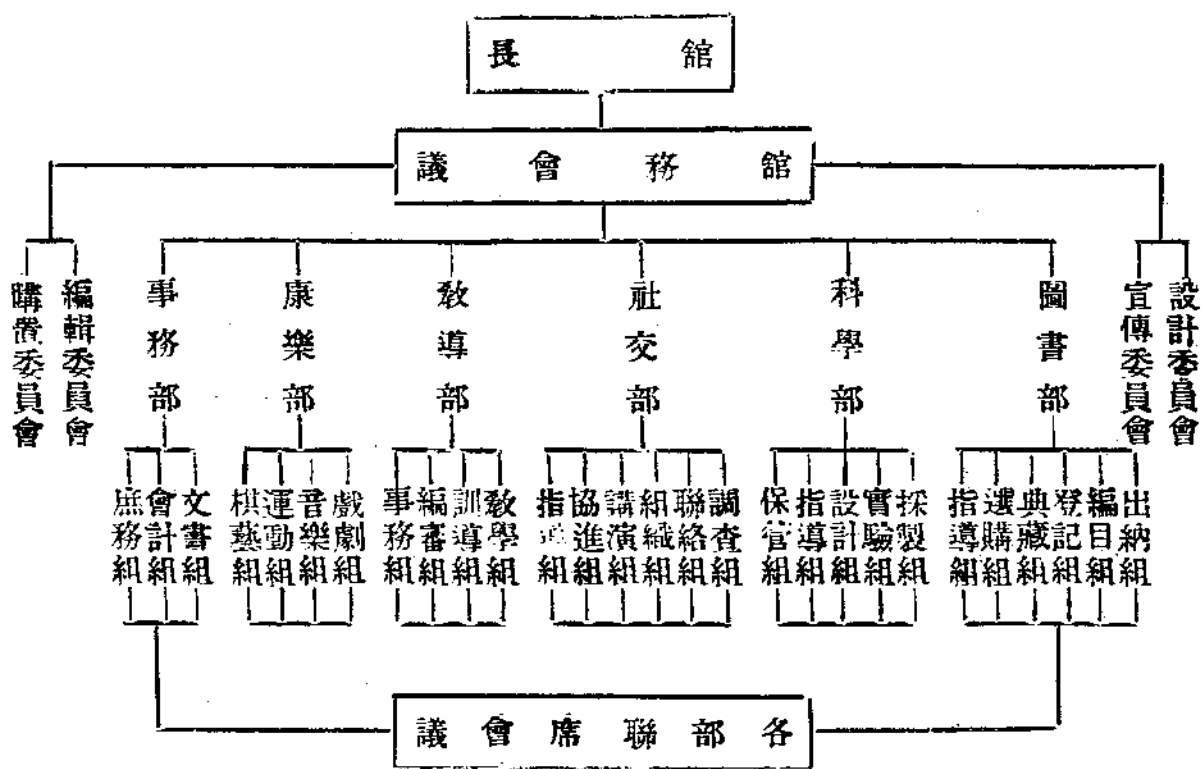 舘長
舘務會議
設計委員會
宣傳委員會
圖書部
科學部
社交部
敎導部
康樂部
事務部
編輯委員會
購置委員會
出納組
編目組
登記組
典藏組
選購組
指導組
採製組
實驗組
設計組
指導組
保管組
調查組
聯絡組
組織組
講演組
協進組
指組
敎學組
訓導組
編審組
事務組
戲劇組
音樂組
運動組
棋藝組
文書組
會計組
庶務組
各部聯席會議